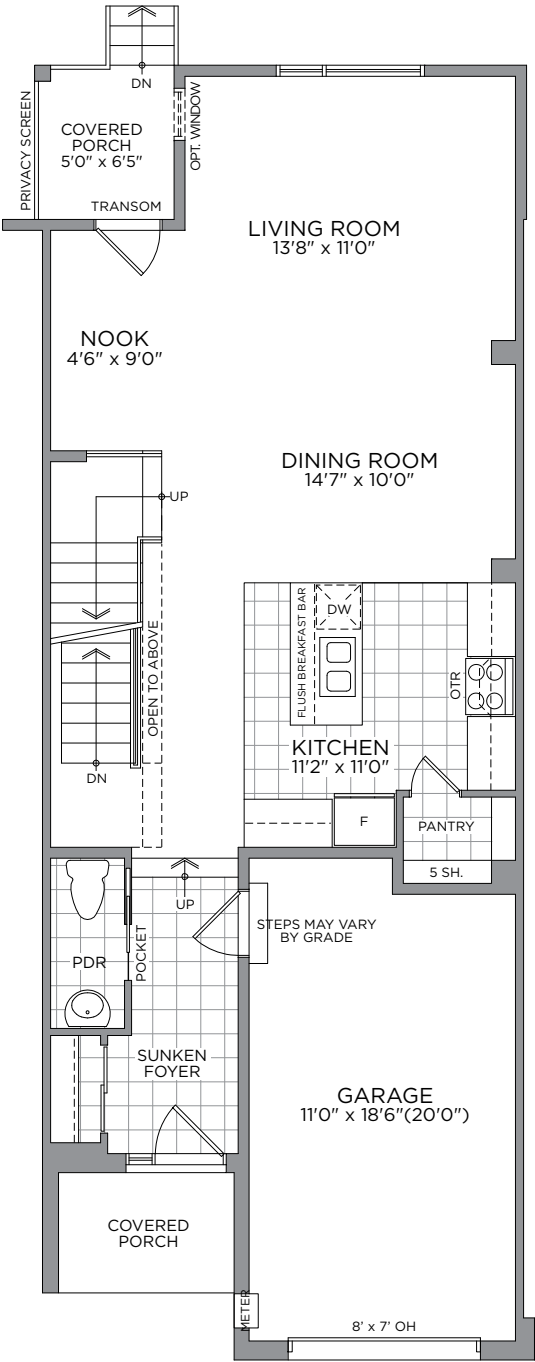 DN
PRIVACY SCREEN
COVERED
PORCH
5'0" x 6'5"
OPT. WINDOW
TRANSOM
LIVING ROOM
13'8" x 11'0"
NOOK
4'6" x 9'0"
DINING ROOM
14'7" x 10'0"
UP
OPEN TO ABOVE
DN
FLUSH BREAKFAST BAR
DW
OTR
KITCHEN
11'2" x 11'0"
F
PANTRY
5 SH.
UP
STEPS MAY VARY
BY GRADE
PDR
POCKET
SUNKEN
FOYER
GARAGE
11'0" x 18'6"(20'0")
COVERED
PORCH
METER
8' x 7' OH